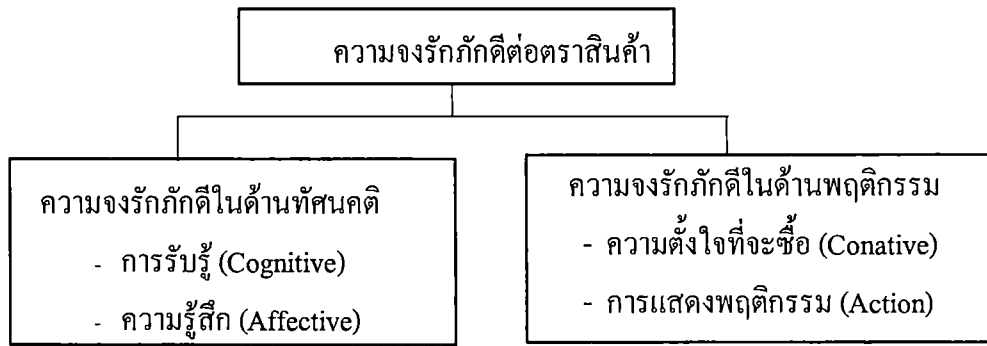 ความจงรักภักดีต่อตราสินค้า
ความจงรักภักดีในด้านทัศนคติ
- การรับรู้ (Cognitive)
- ความรู้สึก (Affective)
ความจงรักภักดีในด้านพฤติกรรม
- ความตั้งใจที่จะซื้อ (Conative)
- การแสดงพฤติกรรม (Action)